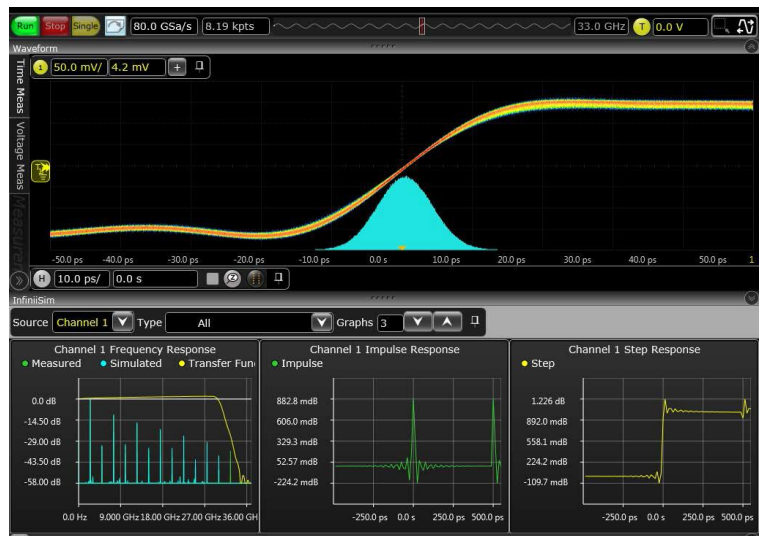 Run Stop Single 80.0 GSa/s 8.19 kpts 33.0 GHz T 0.0 V
Waveform
Time Meas
Voltage Meas
Measure
1 50.0 mV/ 4.2 mV +
T
-50.0 ps -40.0 ps -30.0 ps -20.0 ps -10.0 ps 0.0 s 10.0 ps 20.0 ps 30.0 ps 40.0 ps 50.0 ps 1
H 10.0 ps/ 0.0 s
InfiniiSim
Source Channel 1 Type All Graphs 3
Channel 1 Frequency Response
Measured Simulated Transfer Fun
0.0 dB
-14.50 dB
-29.00 dB
-43.50 dB
-58.00 dB
0.0 Hz 9.000 GHz 18.00 GHz 27.00 GHz 36.00 GH
Channel 1 Impulse Response
Impulse
882.8 mdB
606.0 mdB
329.3 mdB
52.57 mdB
-224.2 mdB
-250.0 ps 0.0 s 250.0 ps 500.0 ps
Channel 1 Step Response
Step
1.226 dB
892.0 mdB
558.1 mdB
224.2 mdB
-109.7 mdB
-250.0 ps 0.0 s 250.0 ps 500.0 ps